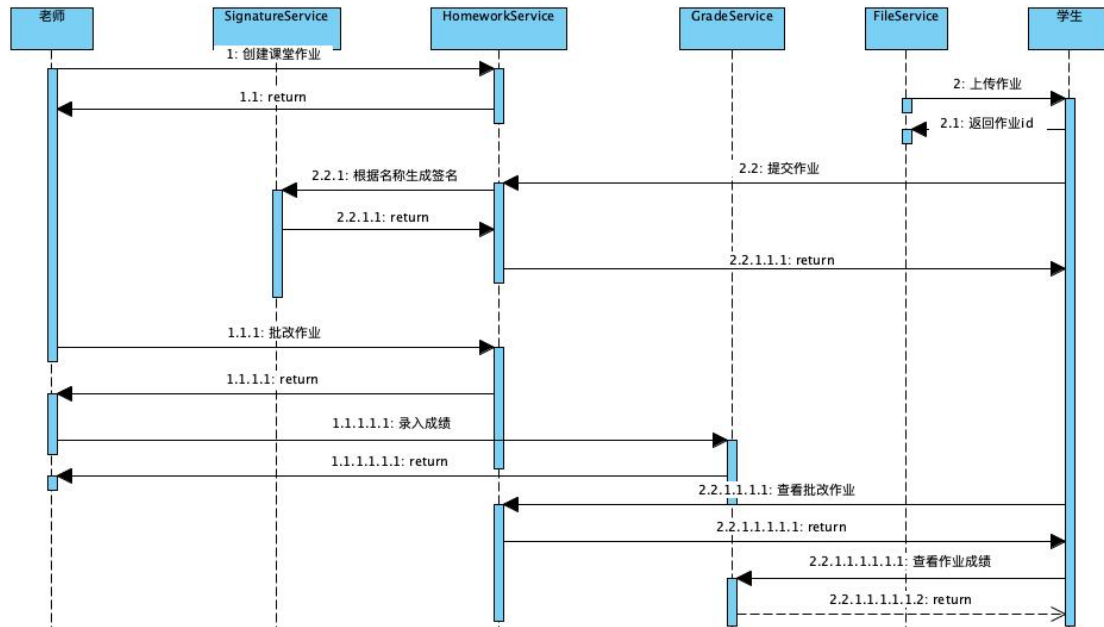 老师
SignatureService
HomeworkService
GradeService
FileService
学生
1: 创建课堂作业
2: 上传作业
1.1: return
2.1: 返回作业id
2.2: 提交作业
2.2.1: 根据名称生成签名
2.2.1.1: return
2.2.1.1.1: return
1.1.1: 批改作业
1.1.1.1: return
1.1.1.1.1: 录入成绩
1.1.1.1.1.1: return
2.2.1.1.1.1: 查看批改作业
2.2.1.1.1.1.1: return
2.2.1.1.1.1.1.1: 查看作业成绩
2.2.1.1.1.1.1.2: return